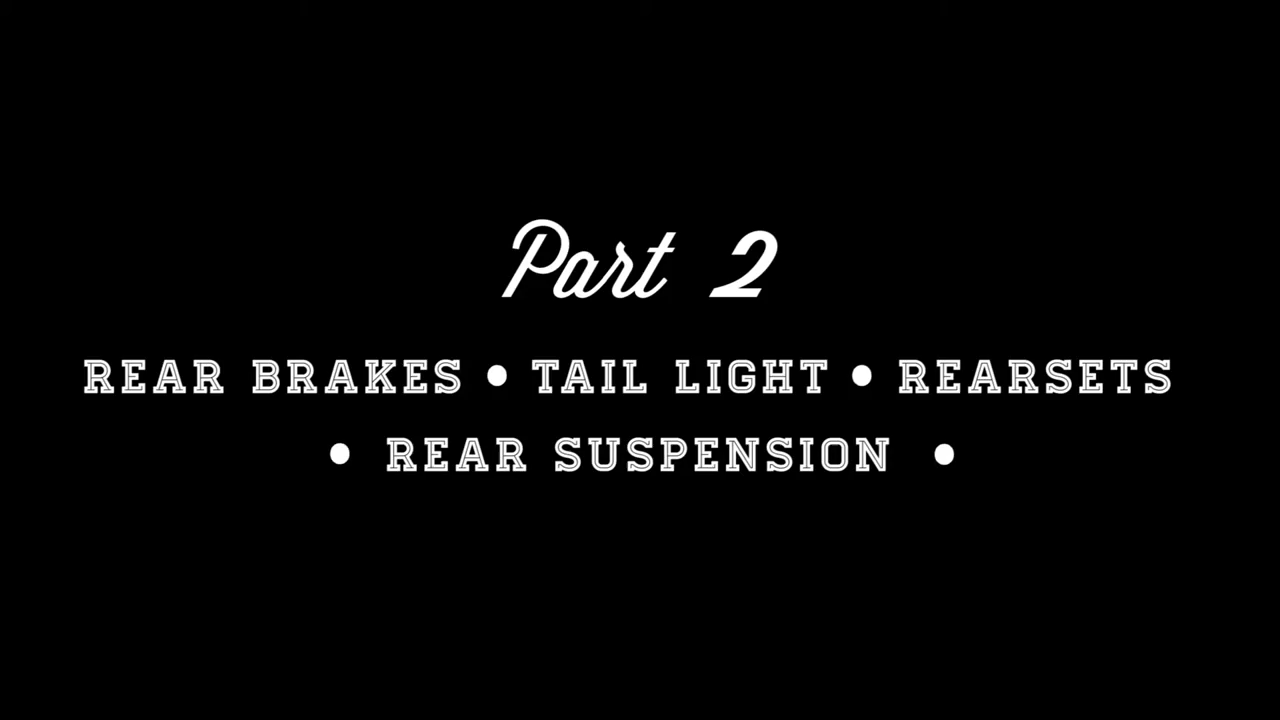 Part 2
REAR BRAKES • TAIL LIGHT • REARSETS
• REAR SUSPENSION •